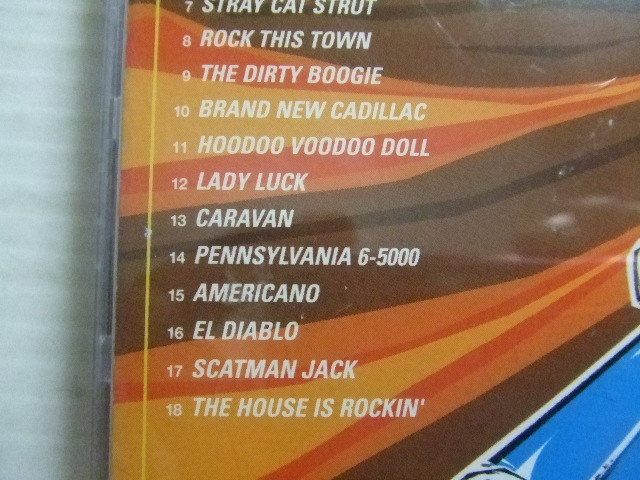 7 STRAY CAT STRUT
8 ROCK THIS TOWN
9 THE DIRTY BOOGIE
10 BRAND NEW CADILLAC
11 HOODOO VOODOO DOLL
12 LADY LUCK
13 CARAVAN
14 PENNSYLVANIA 6-5000
15 AMERICANO
16 EL DIABLO
17 SCATMAN JACK
18 THE HOUSE IS ROCKIN'